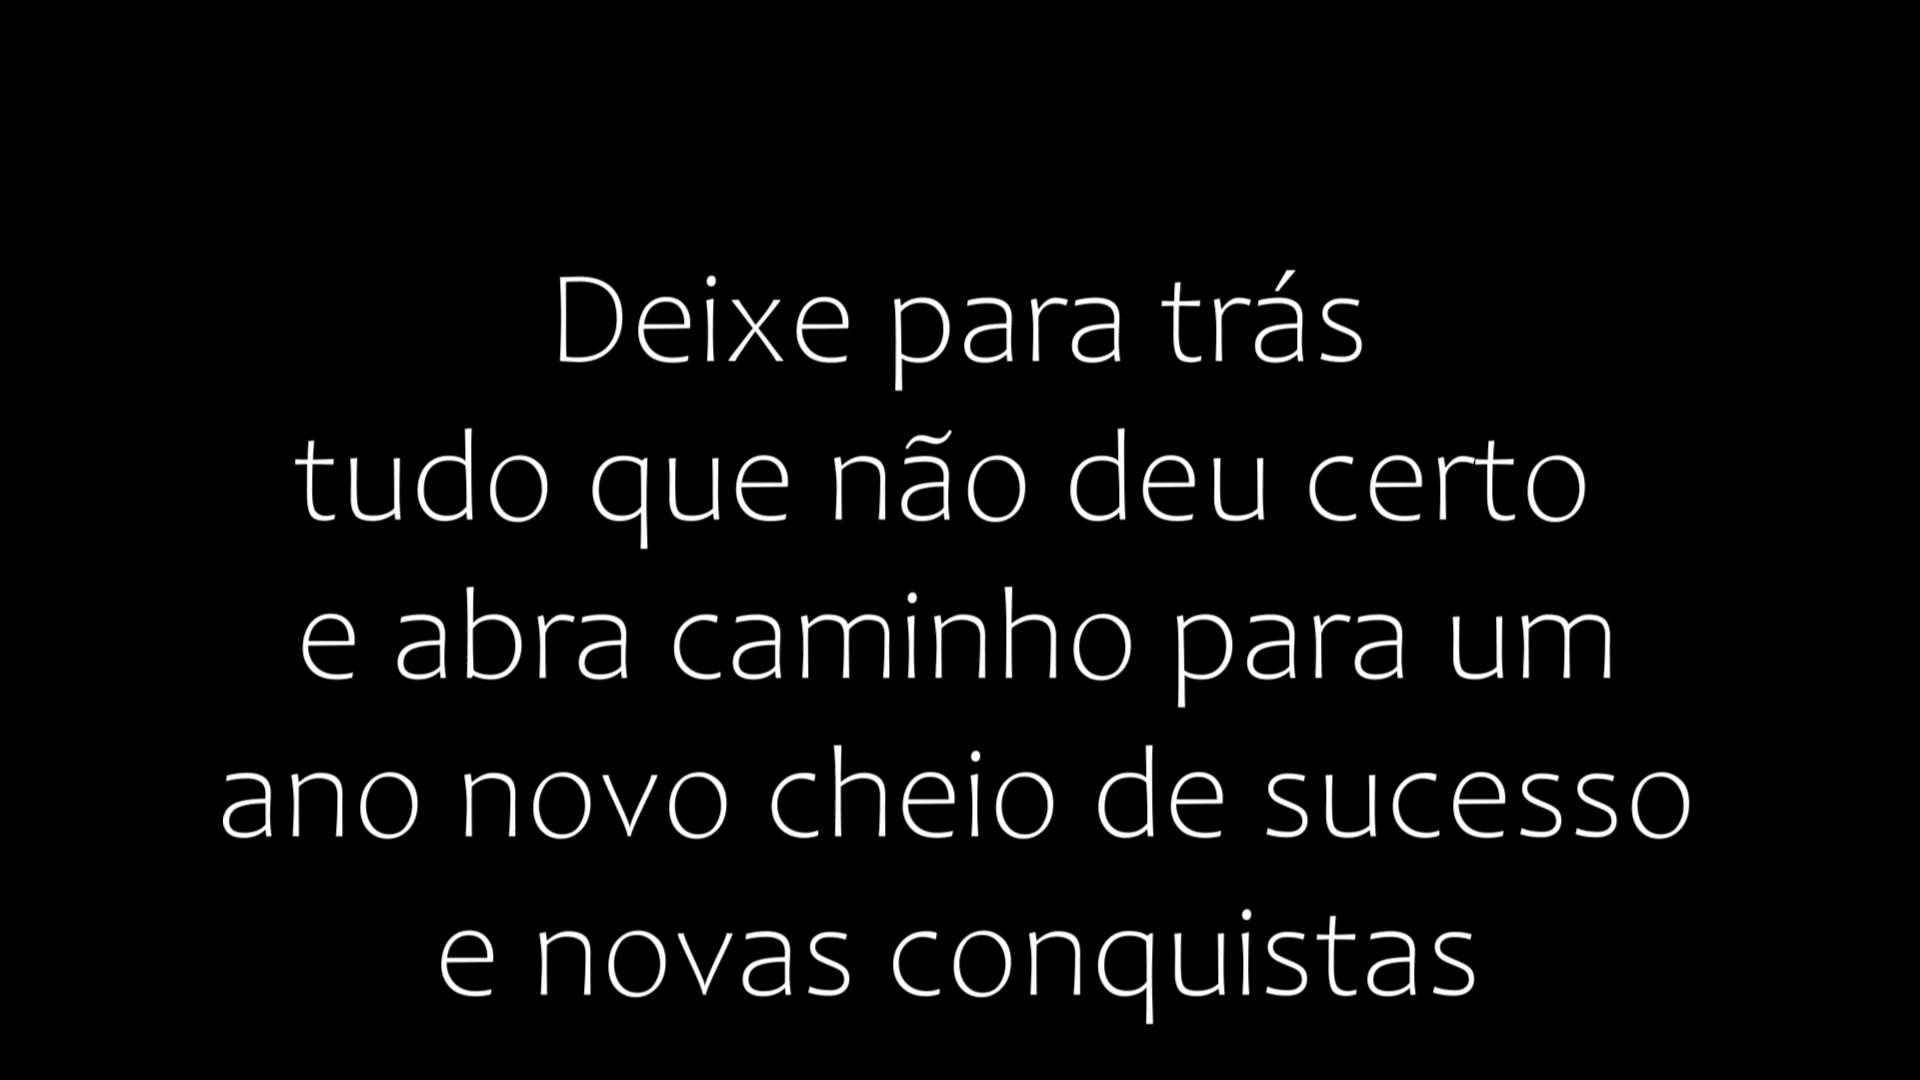 Deixe para trás
tudo que não deu certo
e abra caminho para um
ano novo cheio de sucesso
e novas conquistas